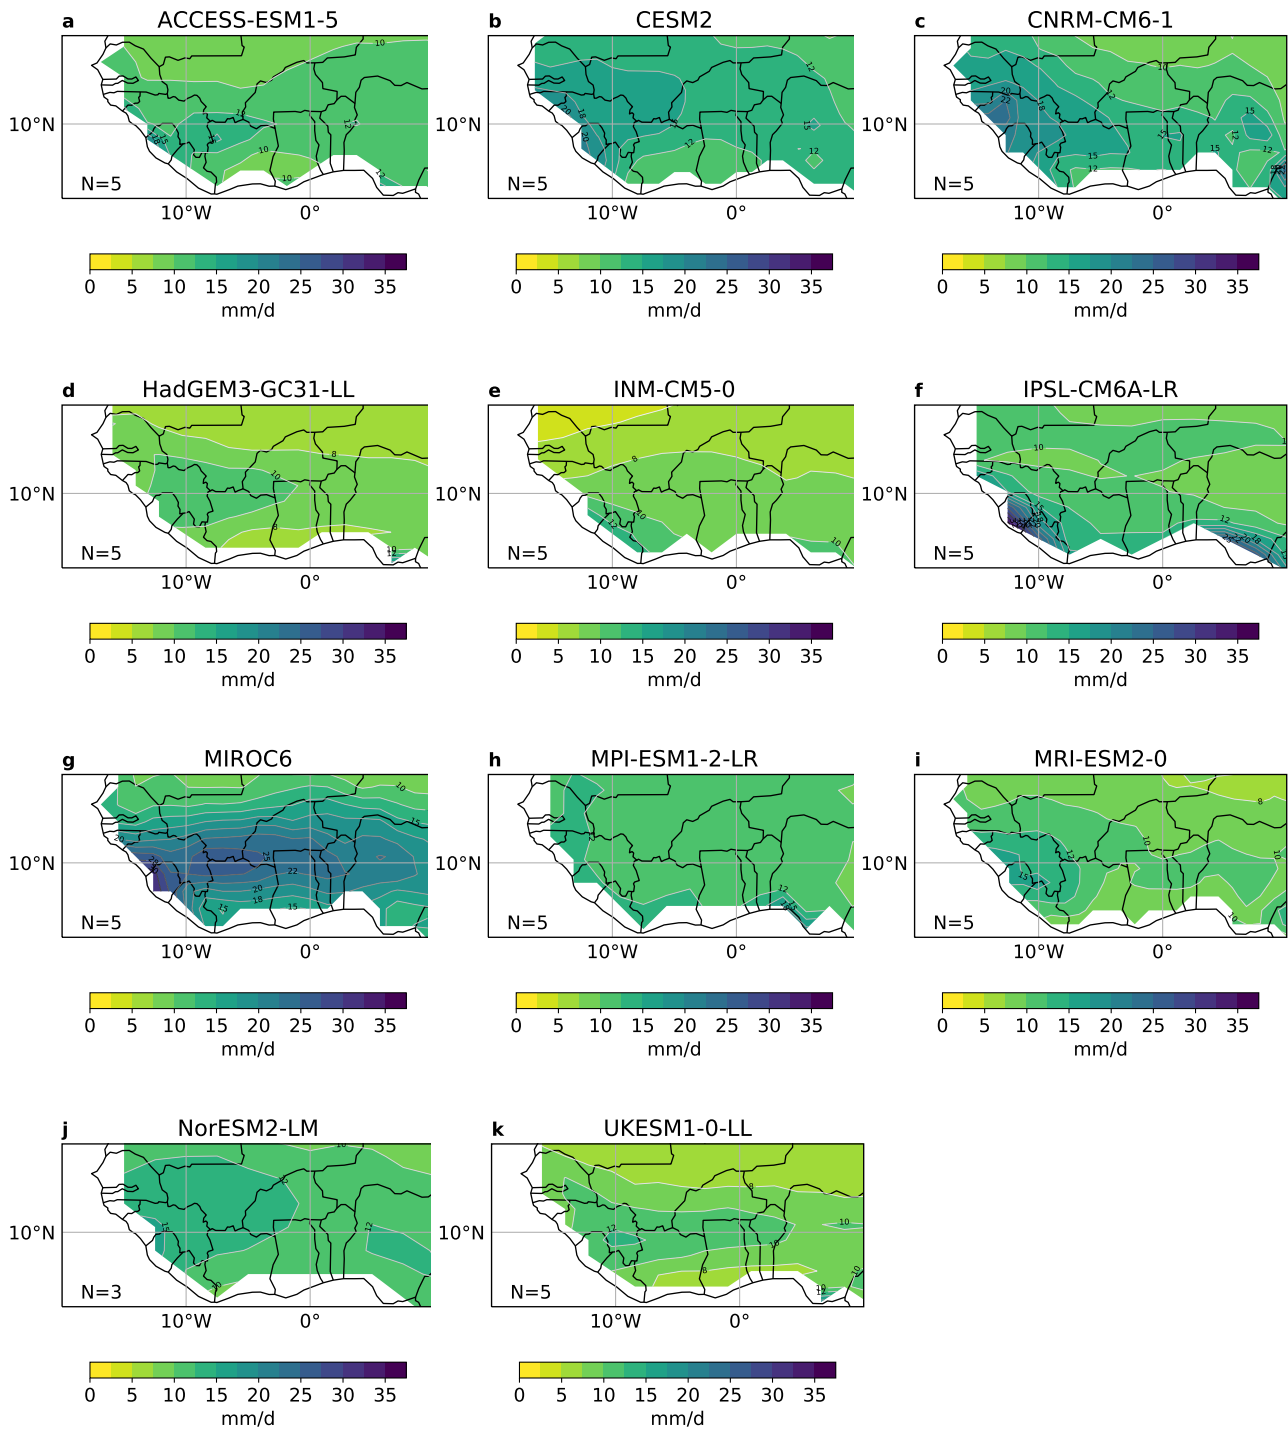 a ACCESS-ESM1-5
b CESM2
c CNRM-CM6-1
10°N
10°N
10°N
N=5
N=5
N=5
10°W 0°
10°W 0°
10°W 0°
0 5 10 15 20 25 30 35
0 5 10 15 20 25 30 35
0 5 10 15 20 25 30 35
mm/d
mm/d
mm/d
d HadGEM3-GC31-LL
e INM-CM5-0
f IPSL-CM6A-LR
10°N
10°N
10°N
N=5
N=5
N=5
10°W 0°
10°W 0°
10°W 0°
0 5 10 15 20 25 30 35
0 5 10 15 20 25 30 35
0 5 10 15 20 25 30 35
mm/d
mm/d
mm/d
g MIROC6
h MPI-ESM1-2-LR
i MRI-ESM2-0
10°N
10°N
10°N
N=5
N=5
N=5
10°W 0°
10°W 0°
10°W 0°
0 5 10 15 20 25 30 35
0 5 10 15 20 25 30 35
0 5 10 15 20 25 30 35
mm/d
mm/d
mm/d
j NorESM2-LM
k UKESM1-0-LL
10°N
10°N
N=3
N=5
10°W 0°
10°W 0°
0 5 10 15 20 25 30 35
0 5 10 15 20 25 30 35
mm/d
mm/d